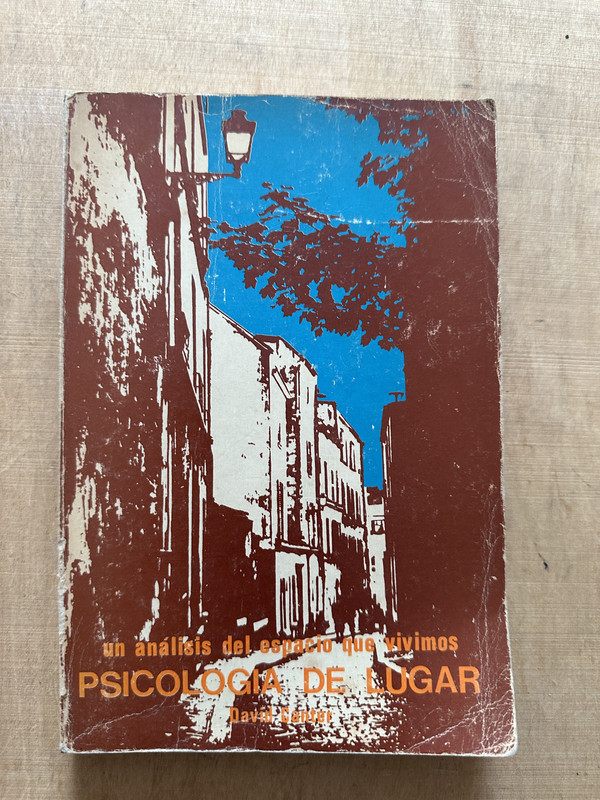 un análisis del espacio que vivimos
PSICOLOGIA DE LUGAR
David Canter